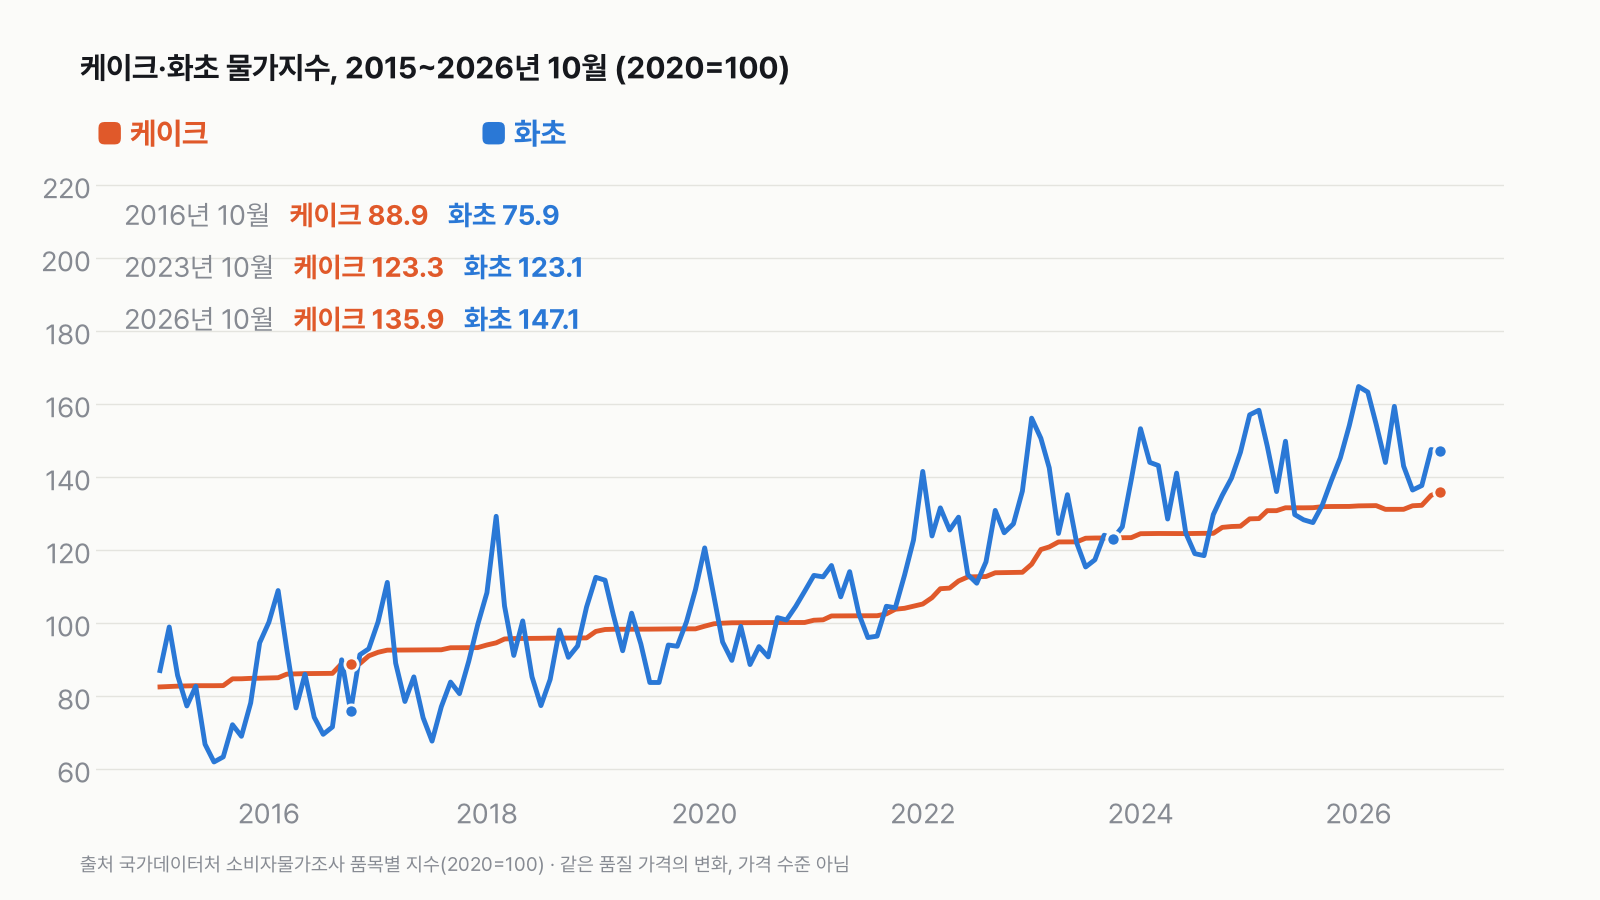 케이크·화초 물가지수, 2015~2026년 10월 (2020=100)
케이크 화초
220
2016년 10월 케이크 88.9 화초 75.9
200
2023년 10월 케이크 123.3 화초 123.1
2026년 10월 케이크 135.9 화초 147.1
180
160
140
120
100
80
60
2016 2018 2020 2022 2024 2026
출처 국가데이터처 소비자물가조사 품목별 지수(2020=100) · 같은 품질 가격의 변화, 가격 수준 아님